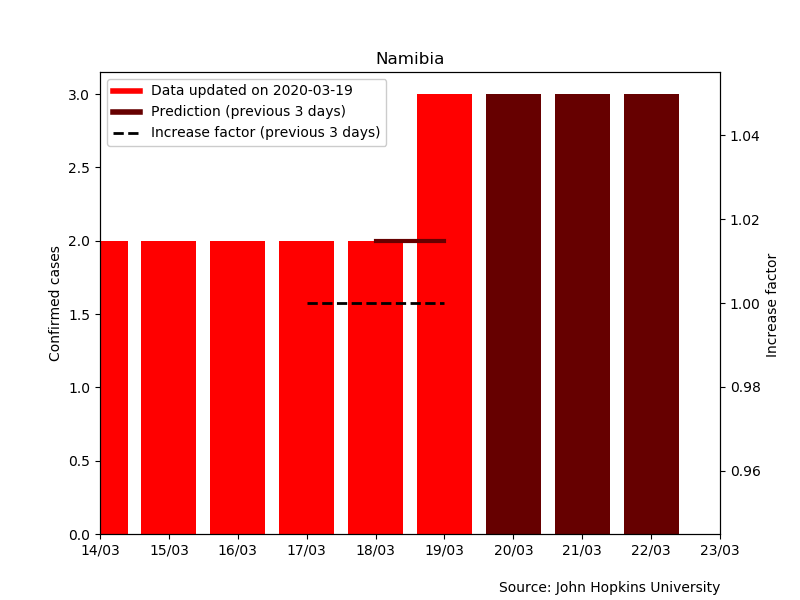 Namibia
Data updated on 2020-03-19
Prediction (previous 3 days)
Increase factor (previous 3 days)
Confirmed cases
3.0
2.5
2.0
1.5
1.0
0.5
0.0
1.04
1.02
1.00
0.98
0.96
Increase factor
14/03 15/03 16/03 17/03 18/03 19/03 20/03 21/03 22/03 23/03
Source: John Hopkins University